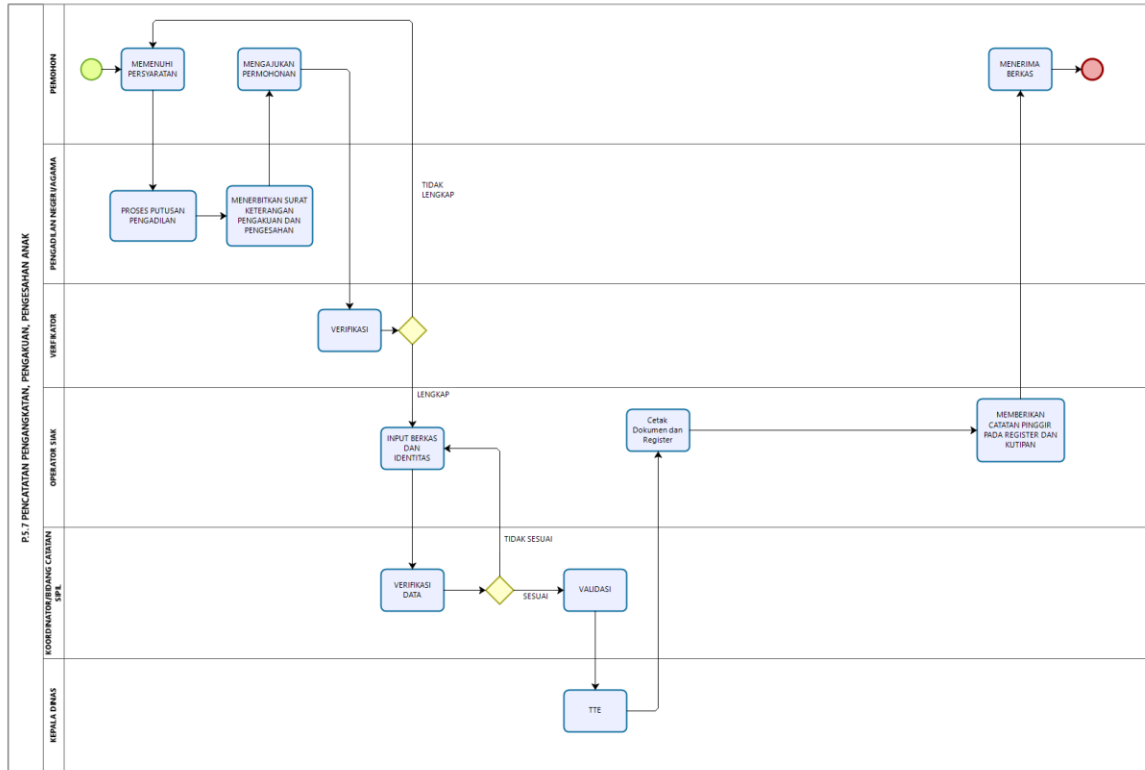 P.5.7 PENCATATAN PENGANGKATAN, PENGAKUAN, PENGESAHAN ANAK
PEMOHON
MEMENUHI
PERSYARATAN
MENGAJUKAN
PERMOHONAN
MENERIMA
BERKAS
PENGADILAN NEGERI/AGAMA
PROSES PUTUSAN
PENGADILAN
MENERBITKAN SURAT
KETERANGAN
PENGAKUAN DAN
PENGESAHAN
TIDAK
LENGKAP
VERFIKATOR
VERIFIKASI
LENGKAP
OPERATOR SIAK
INPUT BERKAS
DAN
IDENTITAS
Cetak
Dokumen dan
Register
MEMBERIKAN
CATATAN PINGGIR
PADA REGISTER DAN
KUTIPAN
KOORDINATOR/BIDANG CATATAN
SIPIL
VERIFIKASI
DATA
TIDAK SESUAI
SESUAI
VALIDASI
KEPALA DINAS
TTE